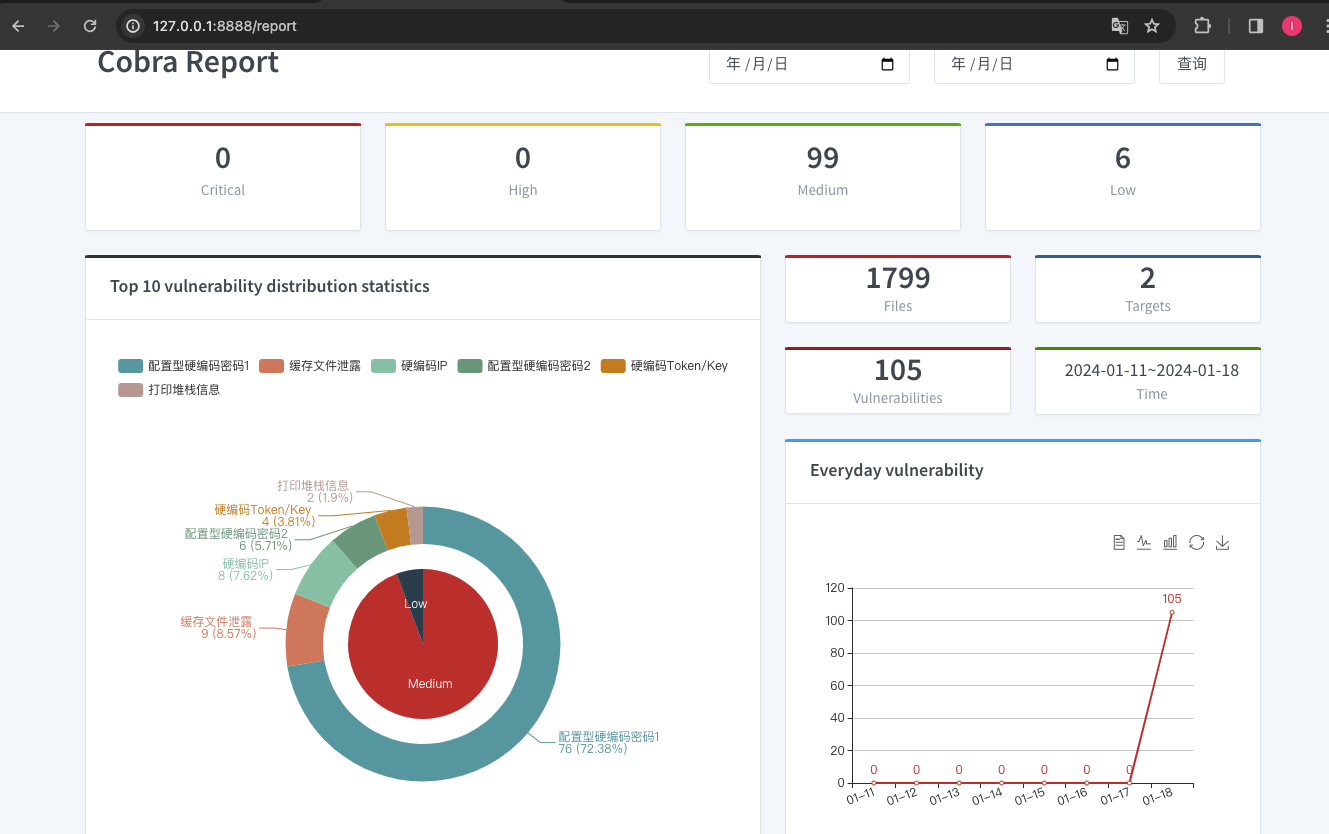 127.0.0.1:8888/report
I
Cobra Report
年 /月/日
年 /月/日
查询
0
Critical
0
High
99
Medium
6
Low
Top 10 vulnerability distribution statistics
配置型硬编码密码1 缓存文件泄露 硬编码IP 配置型硬编码密码2 硬编码Token/Key
打印堆栈信息
打印堆栈信息
2 (1.9%)
硬编码Token/Key
4 (3.81%)
配置型硬编码密码2
6 (5.71%)
硬编码IP
8 (7.62%)
缓存文件泄露
9 (8.57%)
Low
Medium
配置型硬编码密码1
76 (72.38%)
1799
Files
2
Targets
105
Vulnerabilities
2024-01-11~2024-01-18
Time
Everyday vulnerability
120
100
80
60
40
20
0
0 0 0 0 0 0 0 105
01-11 01-12 01-13 01-14 01-15 01-16 01-17 01-18